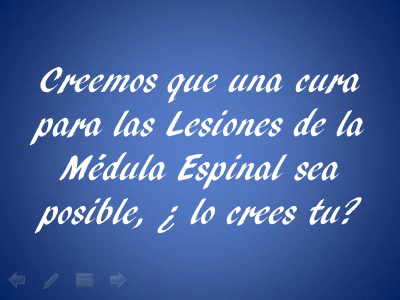 Creemos que una cura
para las Lesiones de la
Médula Espinal sea
posible, ¿ lo crees tu?